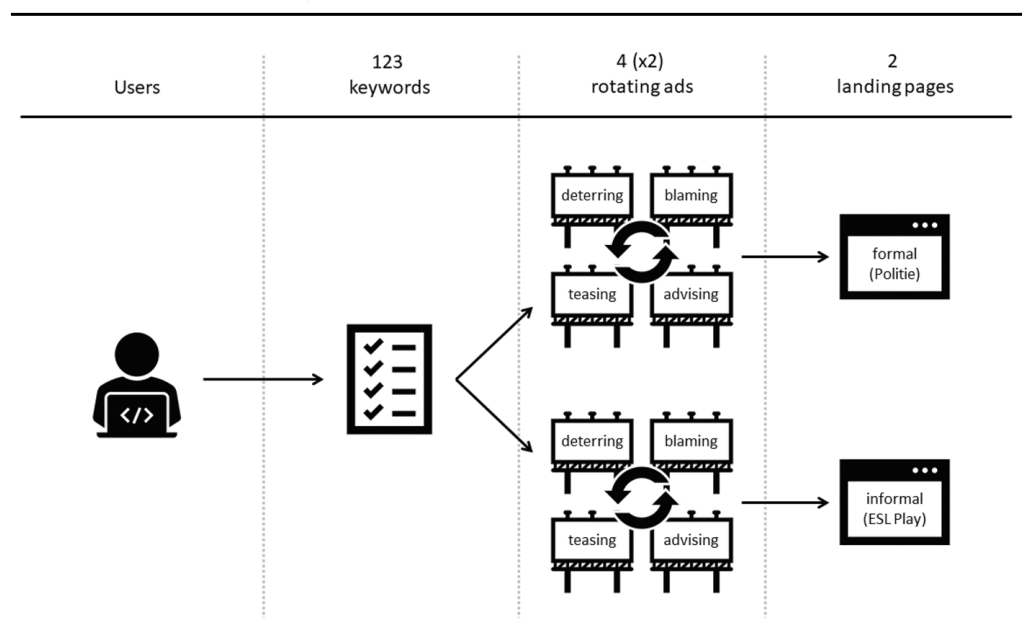 Users
123
keywords
4 (x2)
rotating ads
2
landing pages
deterring
blaming
teasing
advising
formal
(Politie)
</>
deterring
blaming
teasing
advising
informal
(ESL Play)